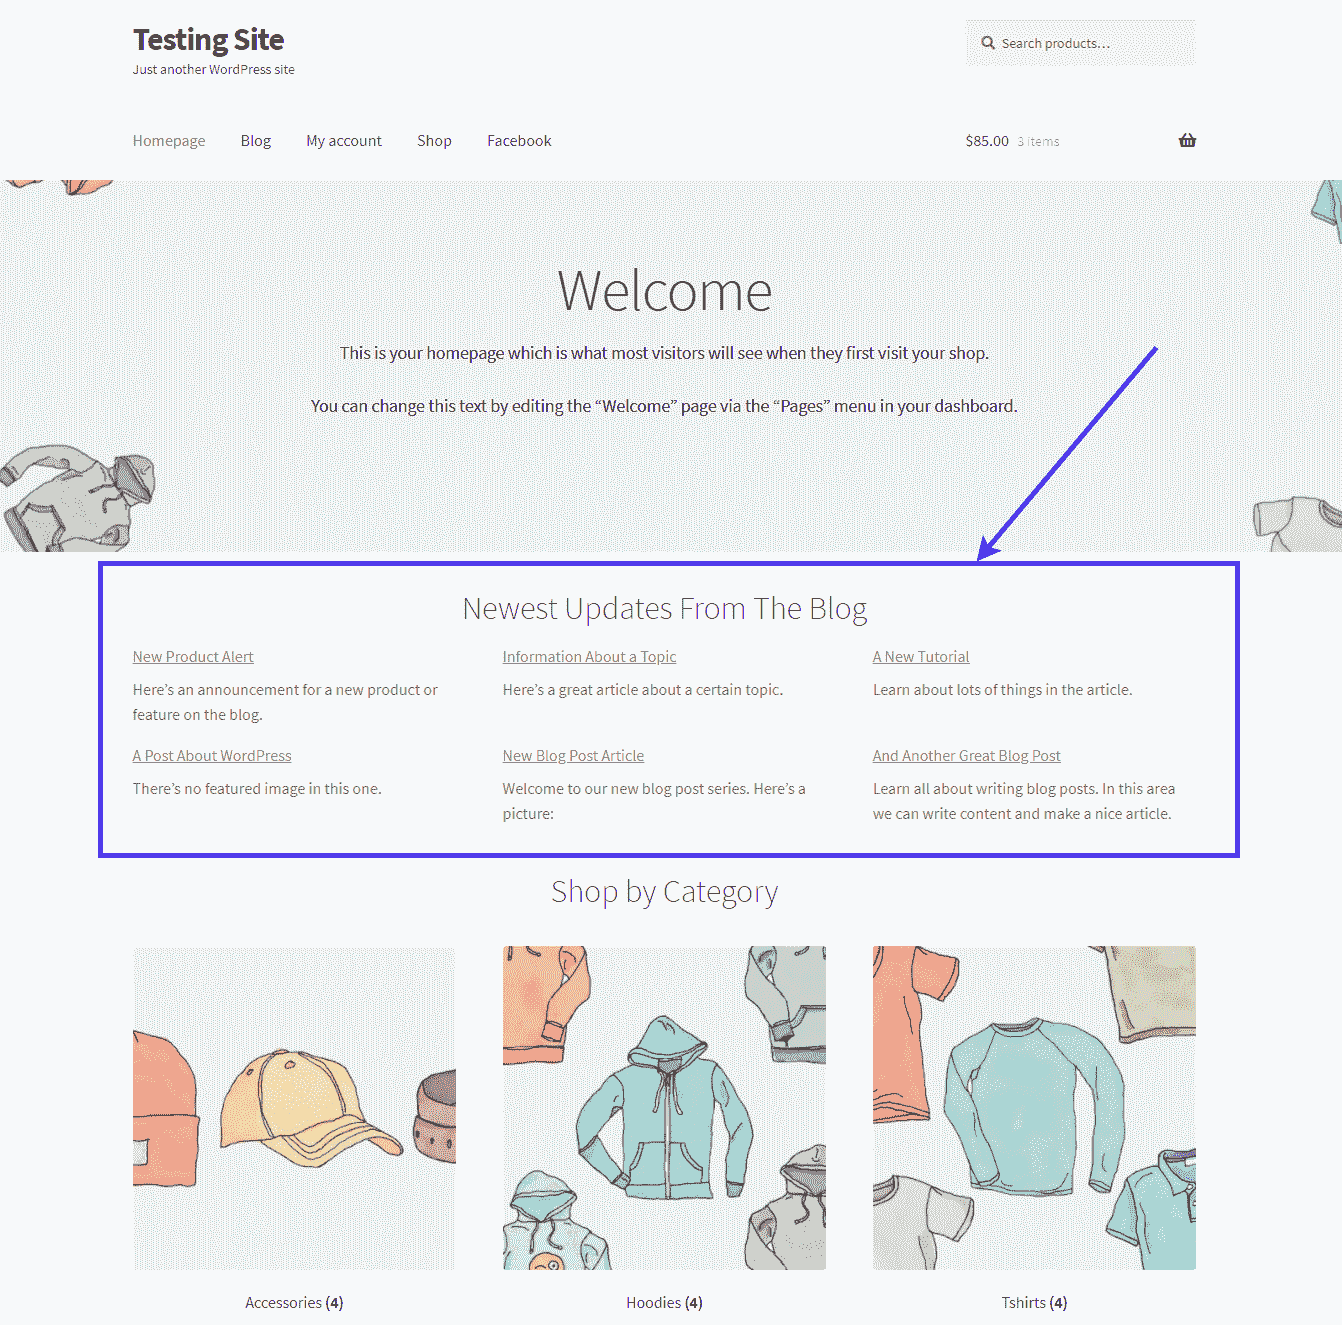 Testing Site
Just another WordPress site
Search products…
Homepage Blog My account Shop Facebook
$85.00 3 items
Welcome
This is your homepage which is what most visitors will see when they first visit your shop.
You can change this text by editing the “Welcome” page via the “Pages” menu in your dashboard.
Newest Updates From The Blog
New Product Alert
Here’s an announcement for a new product or
feature on the blog.
Information About a Topic
Here’s a great article about a certain topic.
A New Tutorial
Learn about lots of things in the article.
A Post About WordPress
There’s no featured image in this one.
New Blog Post Article
Welcome to our new blog post series. Here’s a
picture:
And Another Great Blog Post
Learn all about writing blog posts. In this area
we can write content and make a nice article.
Shop by Category
Accessories (4)
Hoodies (4)
Tshirts (4)